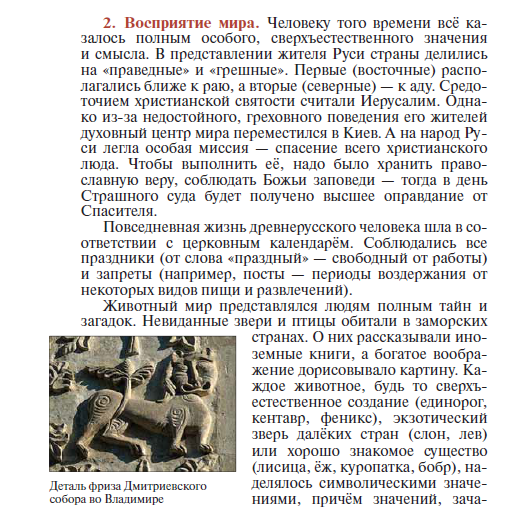 2. Восприятие мира. Человеку того времени всё ка-
залось полным особого, сверхъестественного значения
и смысла. В представлении жителя Руси страны делились
на «праведные» и «грешные». Первые (восточные) распо-
лагались ближе к раю, а вторые (северные) — к аду. Средо-
точием христианской святости считали Иерусалим. Одна-
ко из-за недостойного, греховного поведения его жителей
духовный центр мира переместился в Киев. А на народ Ру-
си легла особая миссия — спасение всего христианского
люда. Чтобы выполнить её, надо было хранить право-
славную веру, соблюдать Божьи заповеди — тогда в день
Страшного суда будет получено высшее оправдание от
Спасителя.
Повседневная жизнь древнерусского человека шла в со-
ответствии с церковным календарём. Соблюдались все
праздники (от слова «праздный» — свободный от работы)
и запреты (например, посты — периоды воздержания от
некоторых видов пищи и развлечений).
Животный мир представлялся людям полным тайн и
загадок. Невиданные звери и птицы обитали в заморских
странах. О них рассказывали ино-
земные книги, а богатое вообра-
жение дорисовывало картину. Ка-
ждое животное, будь то сверхъ-
естественное создание (единорог,
кентавр, феникс), экзотический
зверь далёких стран (слон, лев)
или хорошо знакомое существо
(лисица, ёж, куропатка, бобр), на-
делялось символическими значе-
ниями, причём значений, зача-
Деталь фриза Дмитриевского
собора во Владимире